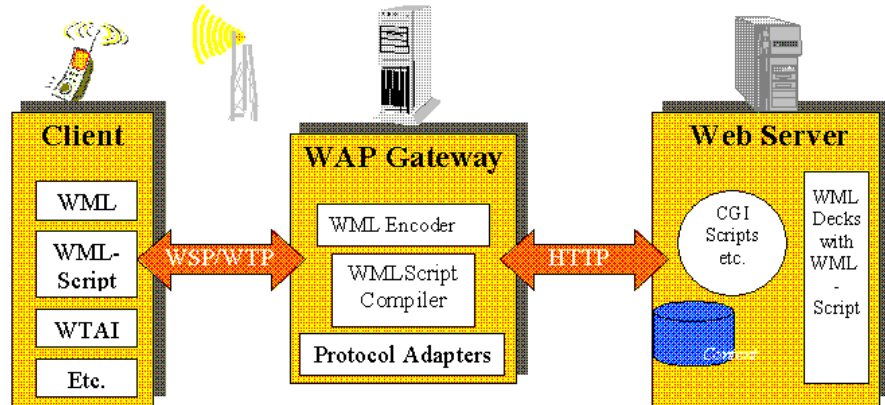 Client
WML
WML-
Script
WTAI
Etc.
WSP/WTP
WAP Gateway
WML Encoder
WMLScript
Compiler
Protocol Adapters
HTTP
Web Server
CGI
Scripts
etc.
Content
WML
Decks
with
WML
-
Script